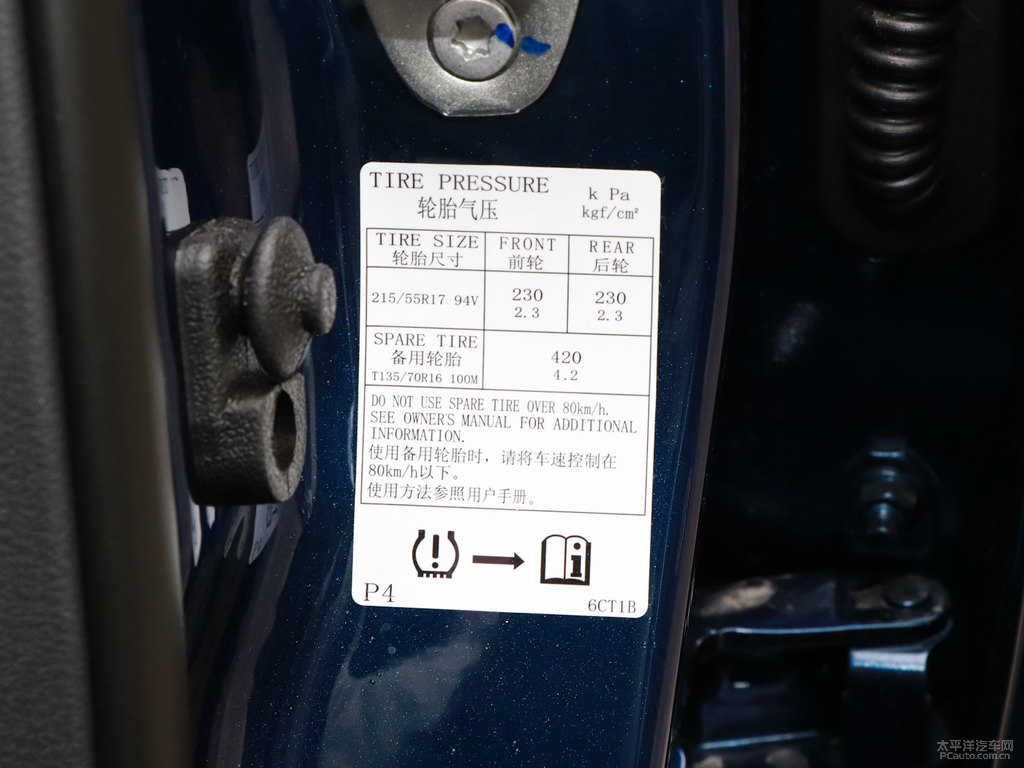 TIRE PRESSURE
轮胎气压
k Pa
kgf/cm²
TIRE SIZE
轮胎尺寸
FRONT
前轮
REAR
后轮
215/55R17 94V
230
2.3
230
2.3
SPARE TIRE
备用轮胎
T135/70R16 100M
420
4.2
DO NOT USE SPARE TIRE OVER 80km/h.
SEE OWNER'S MANUAL FOR ADDITIONAL
INFORMATION.
使用备用轮胎时，请将车速控制在
80km/h以下。
使用方法参照用户手册。
P4
6CT1B
太平洋汽车网
PCauto.com.cn